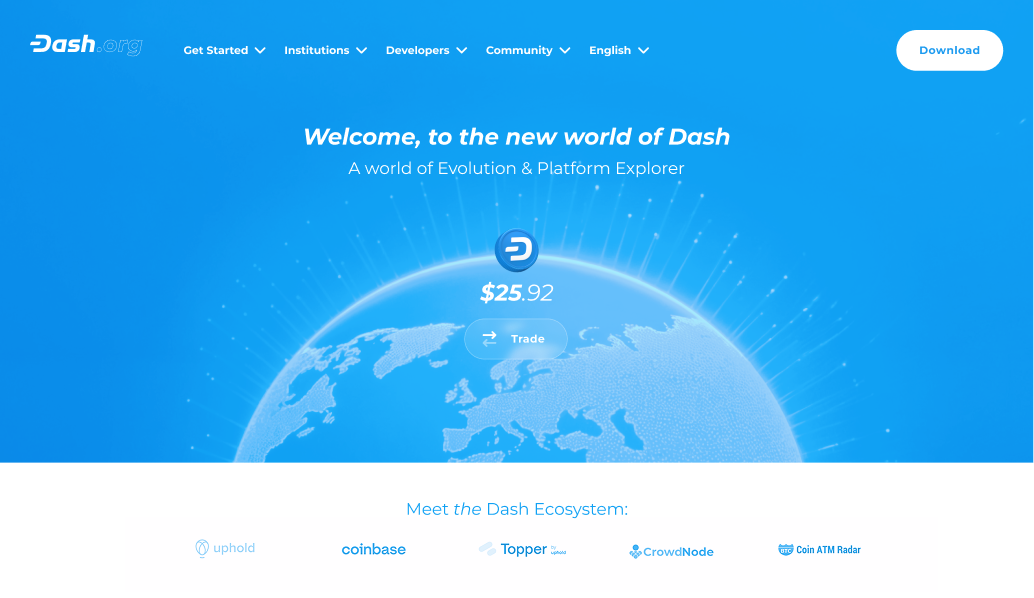 Dash.org
Get Started
Institutions
Developers
Community
English
Download
Welcome, to the new world of Dash
A world of Evolution & Platform Explorer
$25.92
Trade
Meet the Dash Ecosystem:
uphold
coinbase
Topper by uphold
CrowdNode
Coin ATM Radar